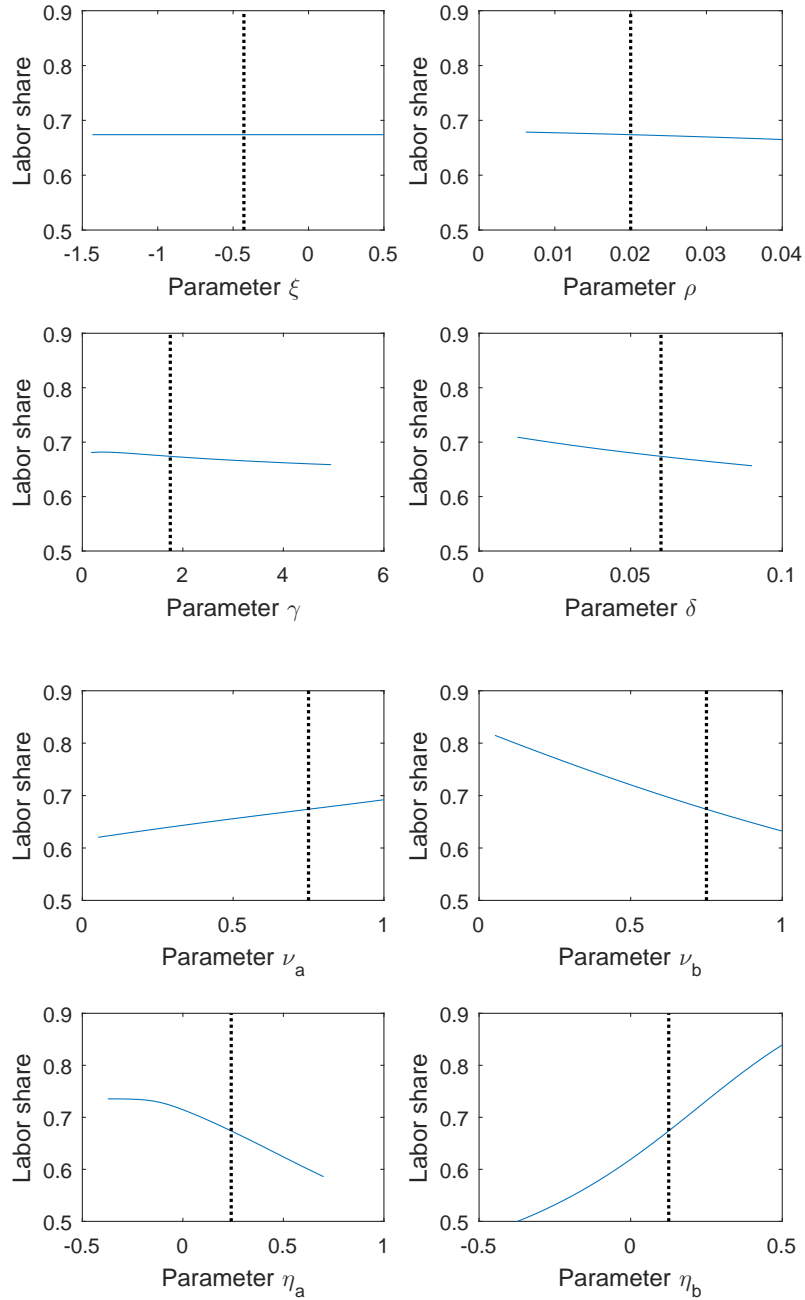 0.9
0.8
0.7
0.6
0.5
Labor share
-1.5 -1 -0.5 0 0.5
Parameter ξ
0.9
0.8
0.7
0.6
0.5
Labor share
0 0.01 0.02 0.03 0.04
Parameter ρ
0.9
0.8
0.7
0.6
0.5
Labor share
0 2 4 6
Parameter γ
0.9
0.8
0.7
0.6
0.5
Labor share
0 0.05 0.1
Parameter δ
0.9
0.8
0.7
0.6
0.5
Labor share
0 0.5 1
Parameter ν_a
0.9
0.8
0.7
0.6
0.5
Labor share
0 0.5 1
Parameter ν_b
0.9
0.8
0.7
0.6
0.5
Labor share
-0.5 0 0.5 1
Parameter η_a
0.9
0.8
0.7
0.6
0.5
Labor share
-0.5 0 0.5
Parameter η_b